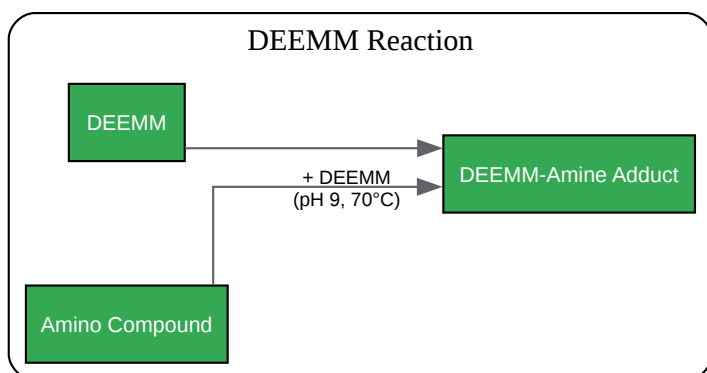 DEEMM Reaction
DEEMM
DEEMM-Amine Adduct
+ DEEMM
(pH 9, 70°C)
Amino Compound